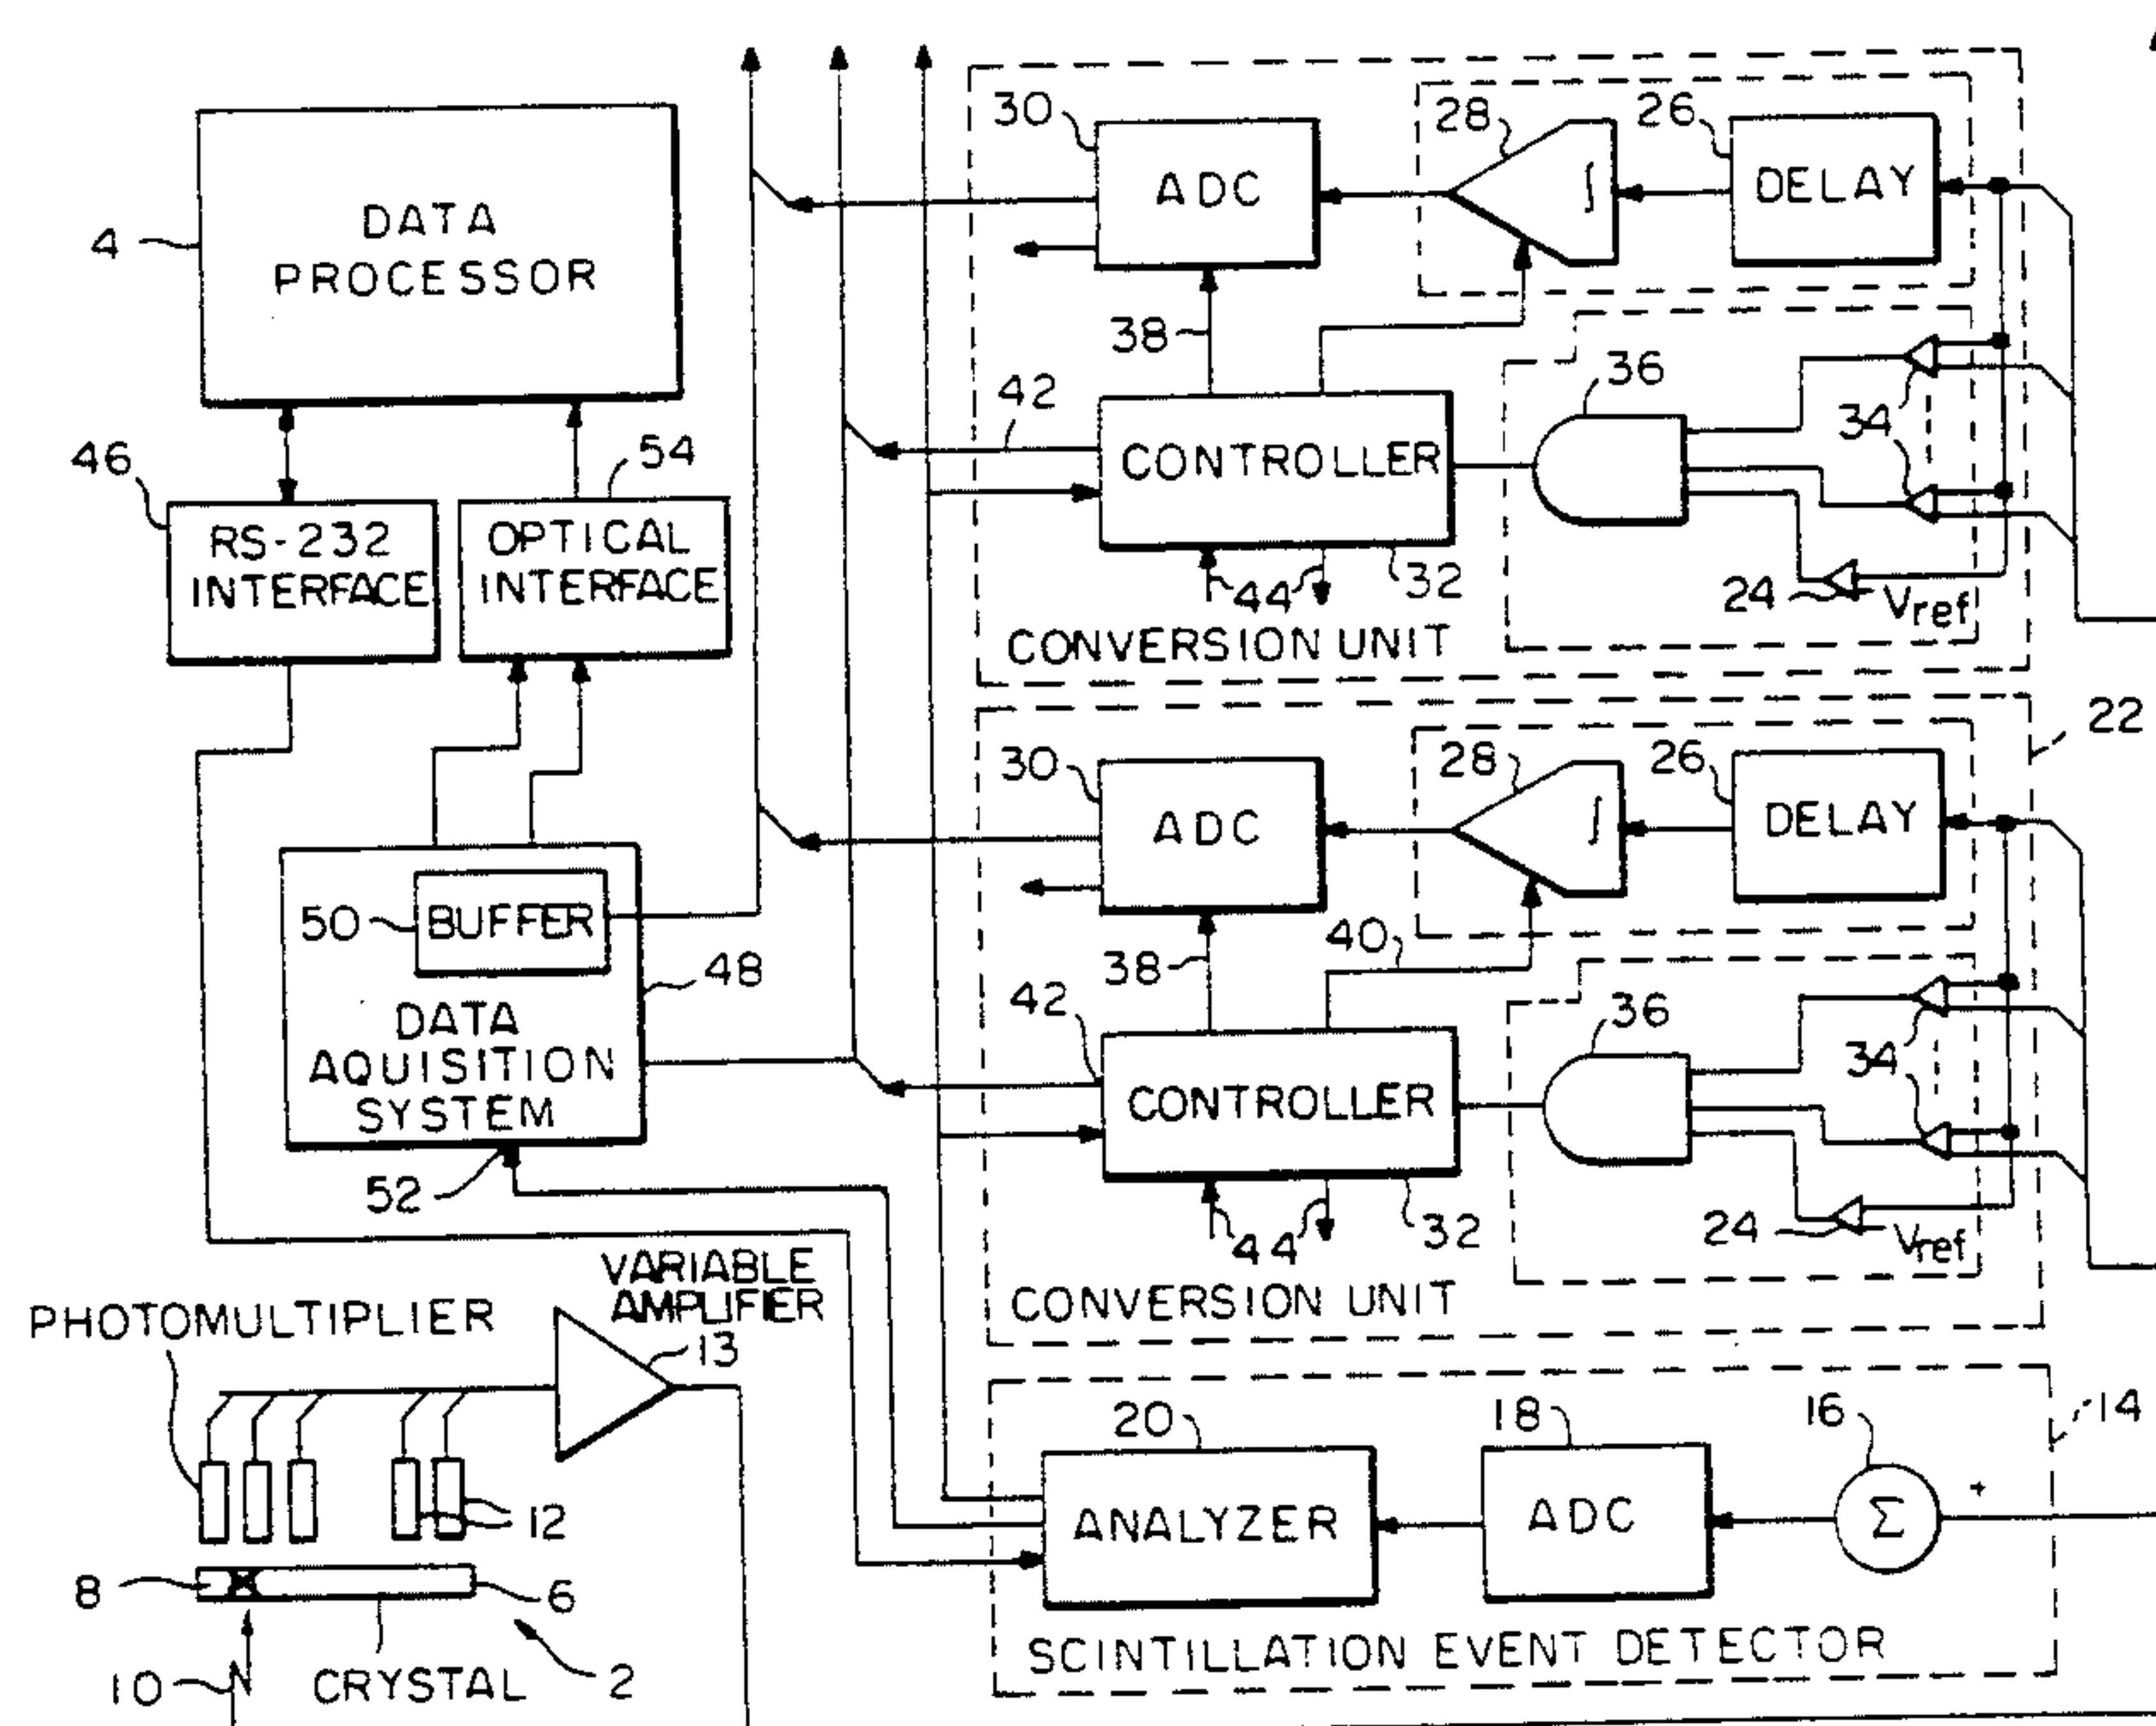 4
DATA
PROCESSOR
46
RS-232
INTERFACE
54
OPTICAL
INTERFACE
50
BUFFER
48
DATA
AQUISITION
SYSTEM
52
30
ADC
28
∫
26
DELAY
38
42
CONTROLLER
36
34
34
44
32
24
Vref
CONVERSION UNIT
22
30
ADC
28
∫
26
DELAY
38
40
42
CONTROLLER
36
34
34
44
32
24
Vref
CONVERSION UNIT
VARIABLE
AMPLIFIER
13
PHOTOMULTIPLIER
12
8
6
10
CRYSTAL
2
20
ANALYZER
18
ADC
16
Σ
+
14
SCINTILLATION EVENT DETECTOR